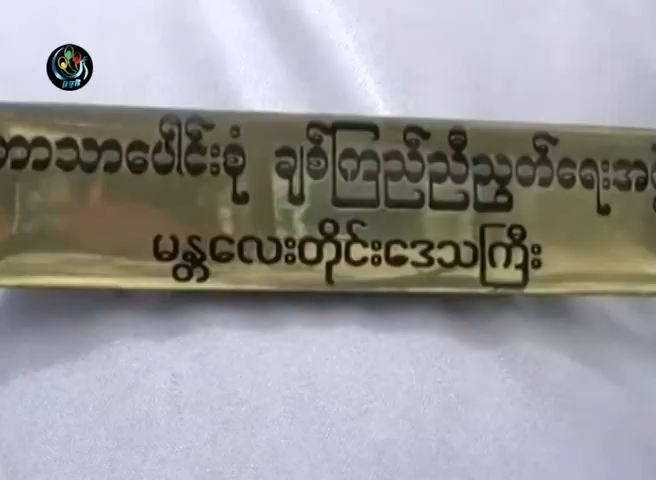 ဘာသာပေါင်းစုံ ချစ်ကြည်ညီညွတ်ရေးအဖွဲ့
မန္တလေးတိုင်းဒေသကြီး